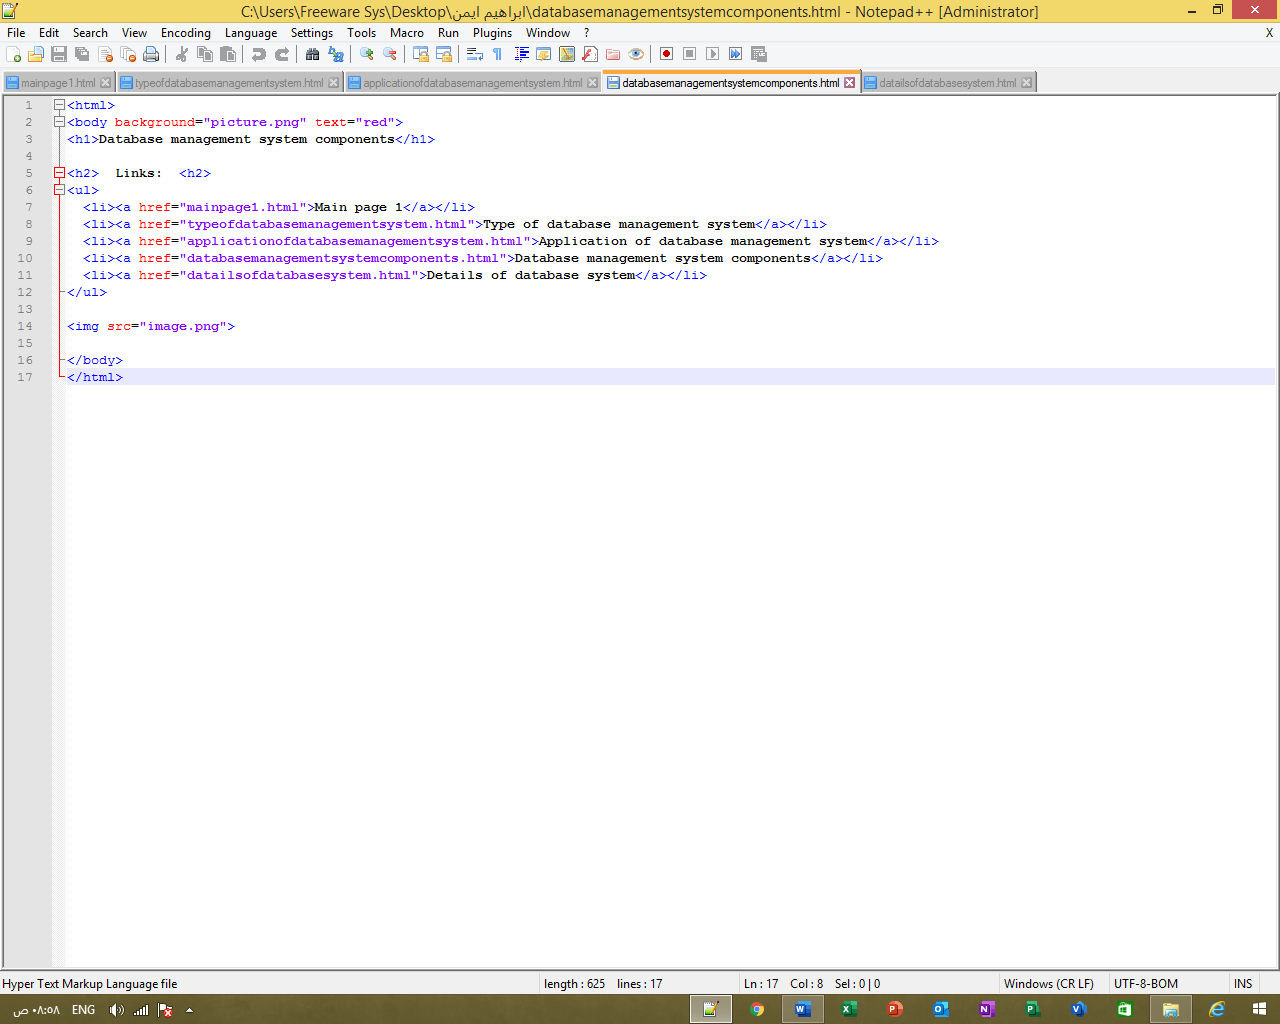 C:\Users\Freeware Sys\Desktop\ابراهيم ايمن\databasemanagementsystemcomponents.html - Notepad++ [Administrator]
File Edit Search View Encoding Language Settings Tools Macro Run Plugins Window ? X
mainpage1.html typeofdatabasemanagementsystem.html applicationofdatabasemanagementsystem.html databasemanagementsystemcomponents.html datailsofdatabasesystem.html
1 <html>
2 <body background="picture.png" text="red">
3 <h1>Database management system components</h1>
4
5 <h2>  Links:  <h2>
6 <ul>
7   <li><a href="mainpage1.html">Main page 1</a></li>
8   <li><a href="typeofdatabasemanagementsystem.html">Type of database management system</a></li>
9   <li><a href="applicationofdatabasemanagementsystem.html">Application of database management system</a></li>
10   <li><a href="databasemanagementsystemcomponents.html">Database management system components</a></li>
11   <li><a href="datailsofdatabasesystem.html">Details of database system</a></li>
12 </ul>
13
14 <img src="image.png">
15
16 </body>
17 </html>
Hyper Text Markup Language file length : 625 lines : 17 Ln : 17 Col : 8 Sel : 0 | 0 Windows (CR LF) UTF-8-BOM INS
٠٨:٥٨ ص ENG